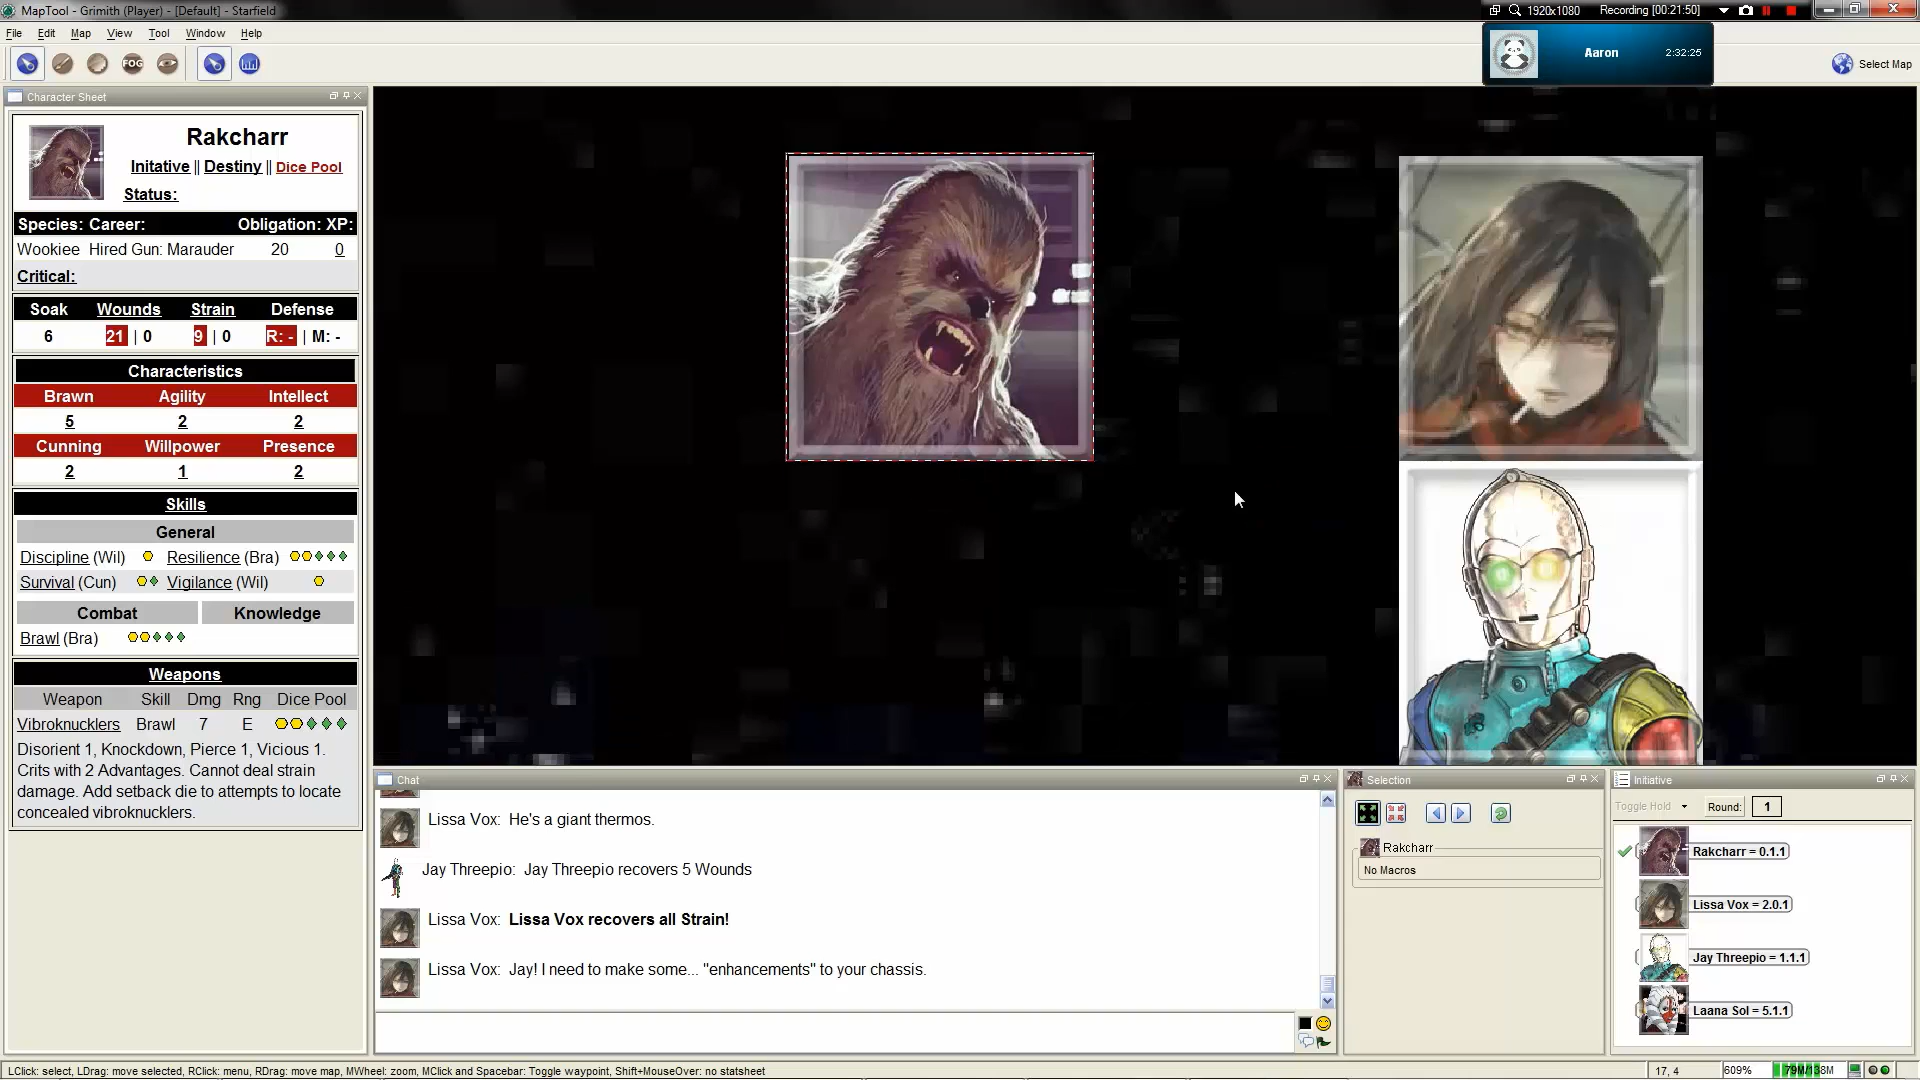 MapTool - Grimith (Player) - [Default] - Starfield
1920x1080
Recording [00:21:50]
File Edit Map View Tool Window Help
FOG
Aaron
2:32:25
Select Map
Character Sheet
Rakcharr
Initative || Destiny || Dice Pool
Status:
Species: Career: Obligation: XP:
Wookiee Hired Gun: Marauder 20 0
Critical:
Soak Wounds Strain Defense
6 21 | 0 9 | 0 R: - | M: -
Characteristics
Brawn Agility Intellect
5 2 2
Cunning Willpower Presence
2 1 2
Skills
General
Discipline (Wil) Resilience (Bra)
Survival (Cun) Vigilance (Wil)
Combat Knowledge
Brawl (Bra)
Weapons
Weapon Skill Dmg Rng Dice Pool
Vibroknucklers Brawl 7 E
Disorient 1, Knockdown, Pierce 1, Vicious 1.
Crits with 2 Advantages. Cannot deal strain
damage. Add setback die to attempts to locate
concealed vibroknucklers.
Chat
Lissa Vox: He's a giant thermos.
Jay Threepio: Jay Threepio recovers 5 Wounds
Lissa Vox: Lissa Vox recovers all Strain!
Lissa Vox: Jay! I need to make some... "enhancements" to your chassis.
Selection
Rakcharr
No Macros
Initiative
Toggle Hold Round: 1
Rakcharr = 0.1.1
Lissa Vox = 2.0.1
Jay Threepio = 1.1.1
Laana Sol = 5.1.1
LClick: select, LDrag: move selected, RClick: menu, RDrag: move map, MWheel: zoom, MClick and Spacebar: Toggle waypoint, Shift+MouseOver: no statsheet
17, 4
609%
79M/138M